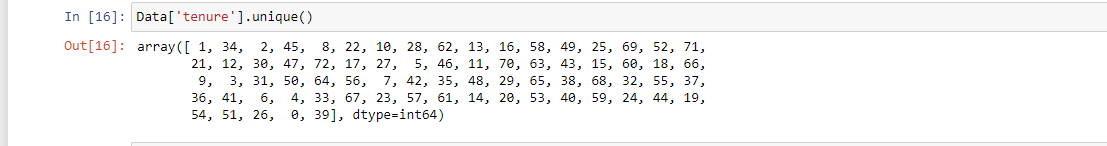 In [16]: Data['tenure'].unique()
Out[16]: array([ 1, 34,  2, 45,  8, 22, 10, 28, 62, 13, 16, 58, 49, 25, 69, 52, 71,
       21, 12, 30, 47, 72, 17, 27,  5, 46, 11, 70, 63, 43, 15, 60, 18, 66,
        9,  3, 31, 50, 64, 56,  7, 42, 35, 48, 29, 65, 38, 68, 32, 55, 37,
       36, 41,  6,  4, 33, 67, 23, 57, 61, 14, 20, 53, 40, 59, 24, 44, 19,
       54, 51, 26,  0, 39], dtype=int64)